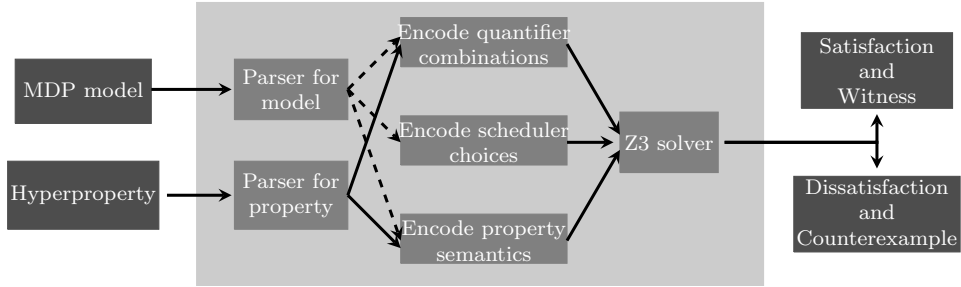 MDP model
Hyperproperty
Parser for
model
Parser for
property
Encode quantifier
combinations
Encode scheduler
choices
Encode property
semantics
Z3 solver
Satisfaction
and
Witness
Dissatisfaction
and
Counterexample